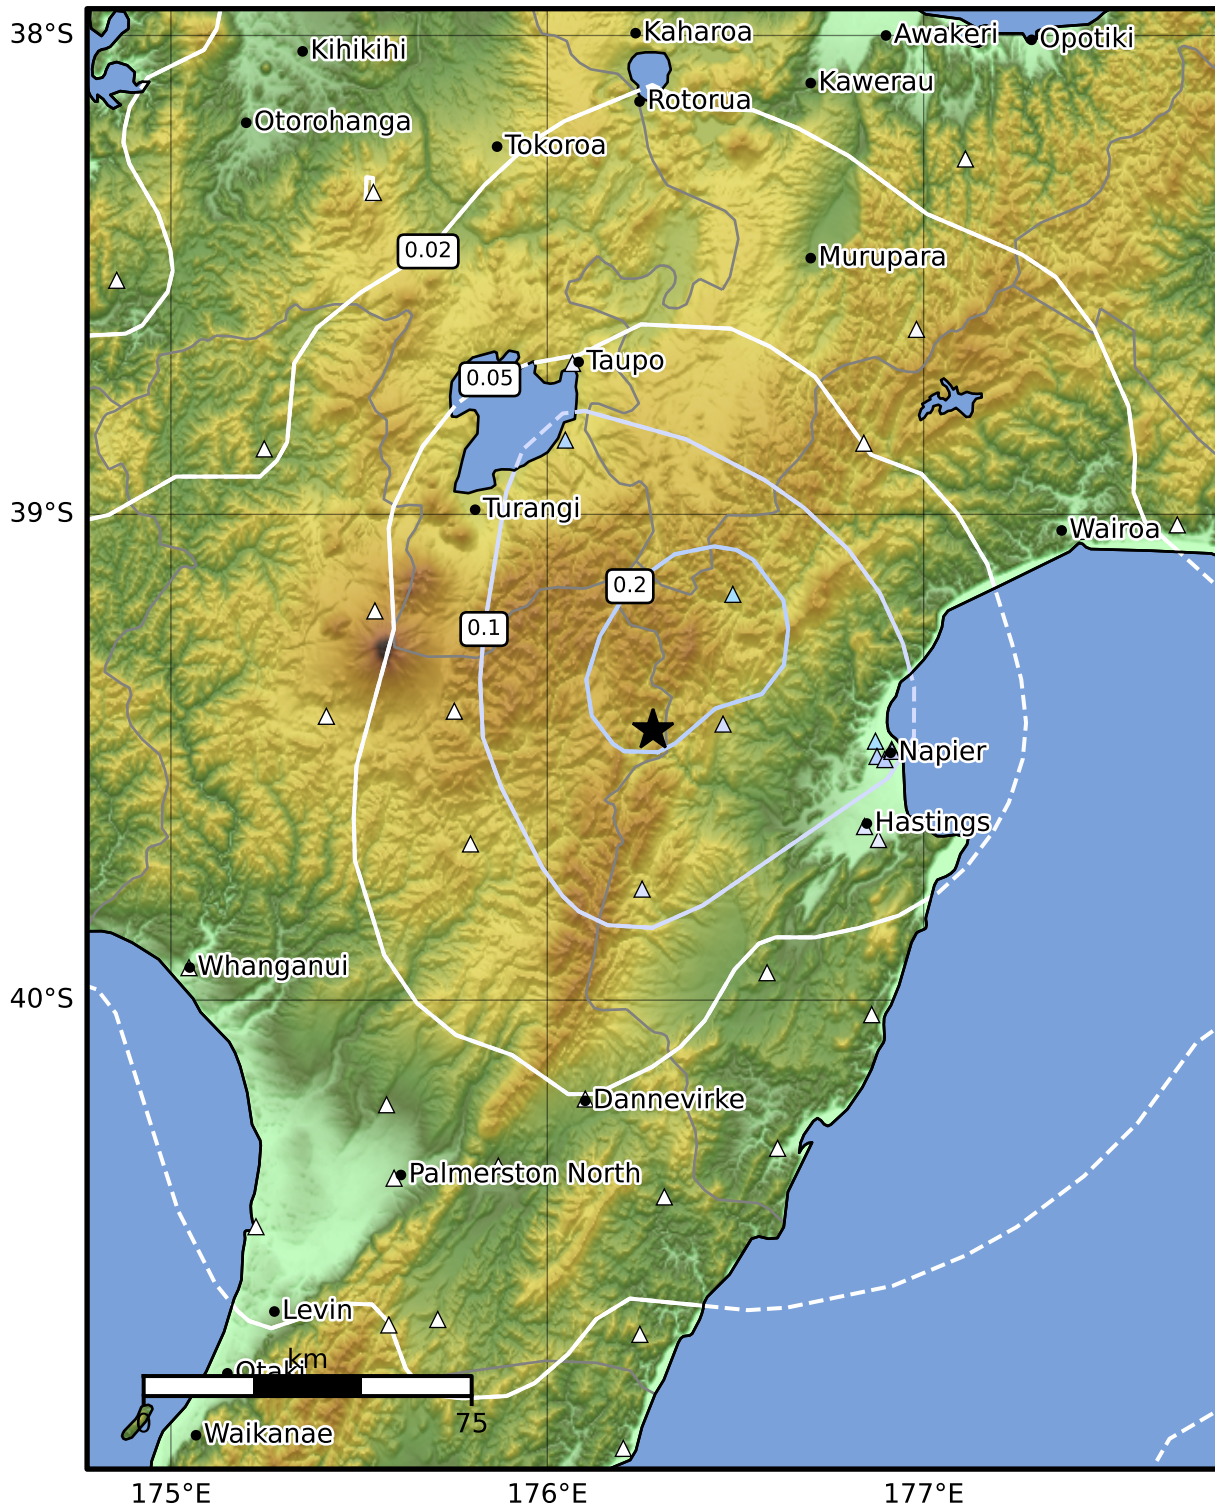 38°S
Kaharoa
Awakeri
Opotiki
Kihikihi
Kawerau
Rotorua
Otorohanga
Tokoroa
0.02
Murupara
Taupo
0.05
39°S
Turangi
Wairoa
0.2
0.1
Napier
Hastings
Whanganui
40°S
Dannevirke
Palmerston North
Levin
km
Otaki
0
75
Waikanae
175°E
176°E
177°E